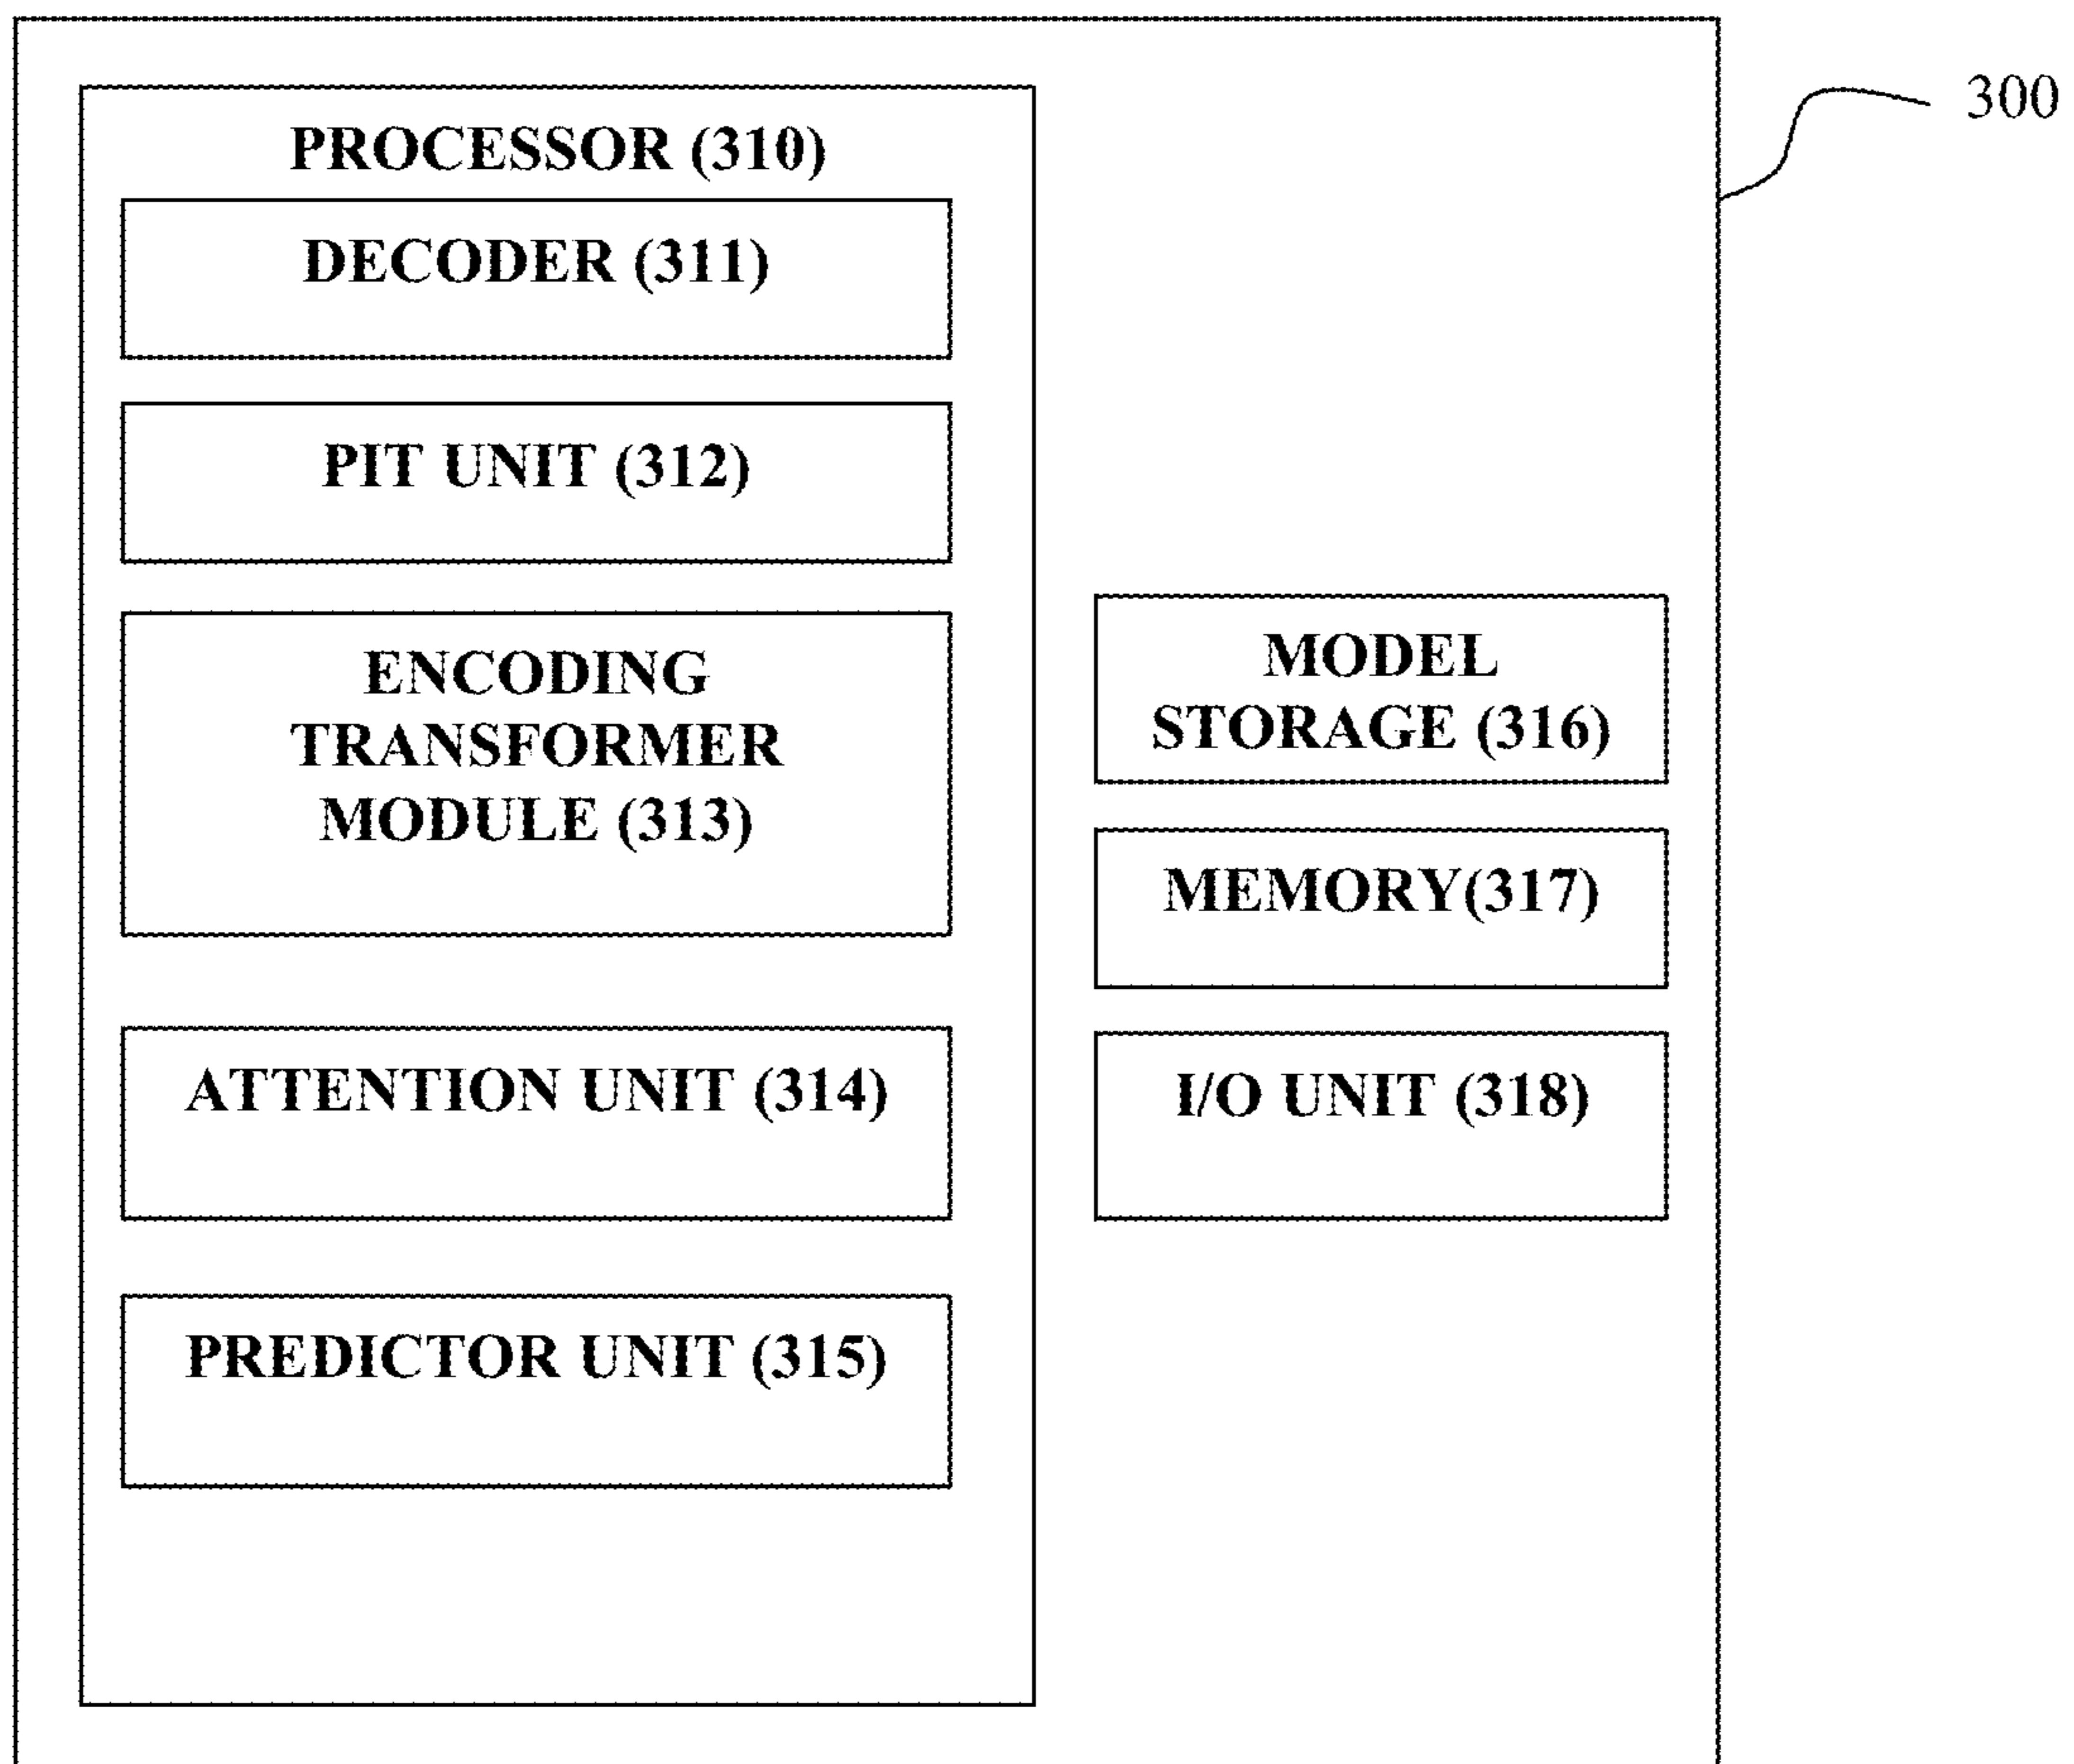 300
PROCESSOR (310)
DECODER (311)
PIT UNIT (312)
ENCODING
TRANSFORMER
MODULE (313)
ATTENTION UNIT (314)
PREDICTOR UNIT (315)
MODEL
STORAGE (316)
MEMORY(317)
I/O UNIT (318)